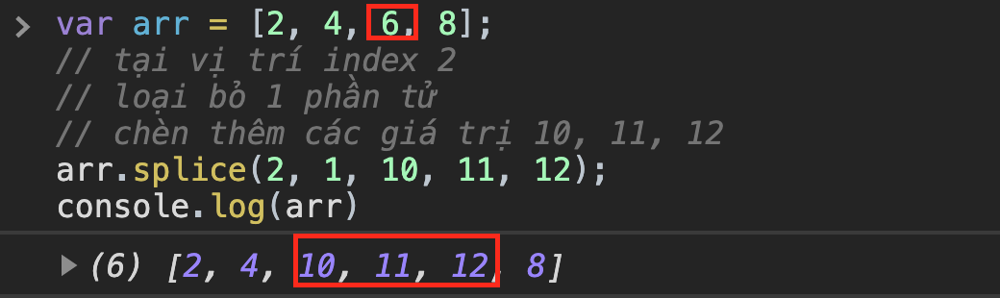 var arr = [2, 4, 6, 8];
// tại vị trí index 2
// loại bỏ 1 phần tử
// chèn thêm các giá trị 10, 11, 12
arr.splice(2, 1, 10, 11, 12);
console.log(arr)
(6) [2, 4, 10, 11, 12, 8]